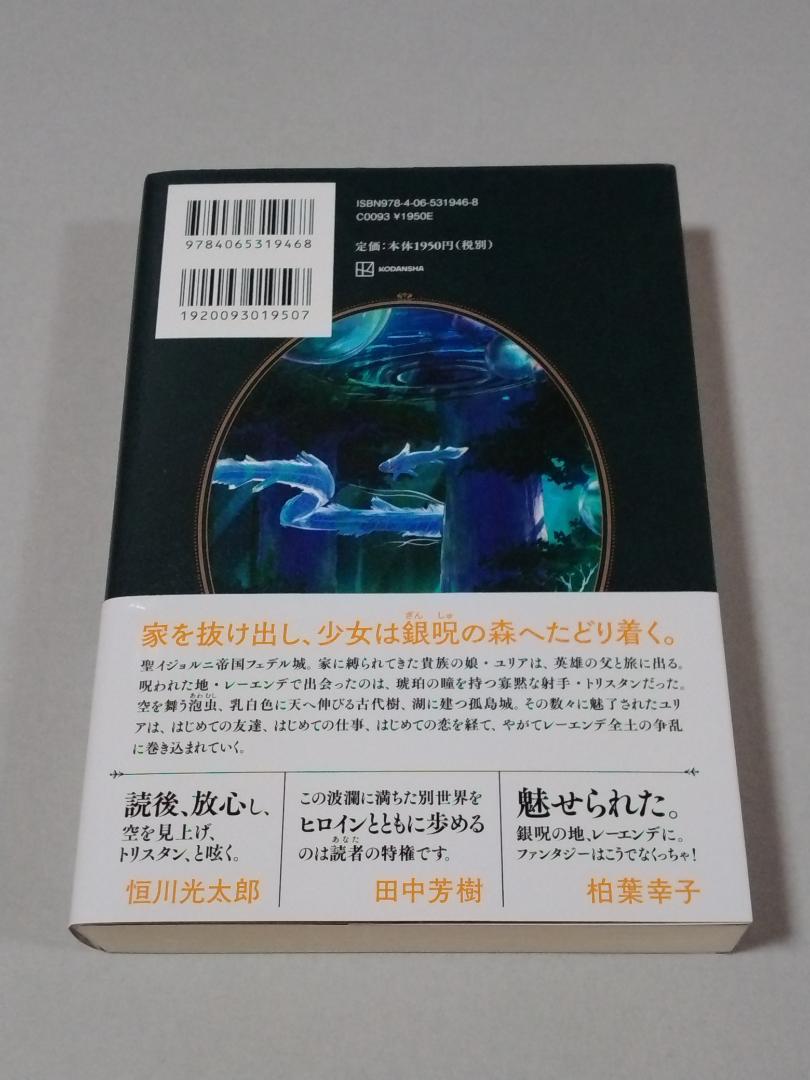 9784065319468
1920093019507
ISBN978-4-06-531946-8
C0093 ¥1950E
定価：本体1950円（税別）
KODANSHA
家を抜け出し、少女は銀呪の森へたどり着く。
ざん しゅ
聖イジョルニ帝国フェデル城。家に縛られてきた貴族の娘・ユリアは、英雄の父と旅に出る。
呪われた地・レーエンデで出会ったのは、琥珀の瞳を持つ寡黙な射手・トリスタンだった。
空を舞う泡虫、乳白色に天へ伸びる古代樹、湖に建つ孤島城。その数々に魅了されたユリ
あわむし
アは、はじめての友達、はじめての仕事、はじめての恋を経て、やがてレーエンデ全土の争乱
に巻き込まれていく。
読後、放心し、
空を見上げ、
トリスタン、と呟く。
恒川光太郎
この波瀾に満ちた別世界を
ヒロインとともに歩める
のは読者の特権です。
あなた
田中芳樹
魅せられた。
銀呪の地、レーエンデに。
ファンタジーはこうでなくっちゃ！
柏葉幸子